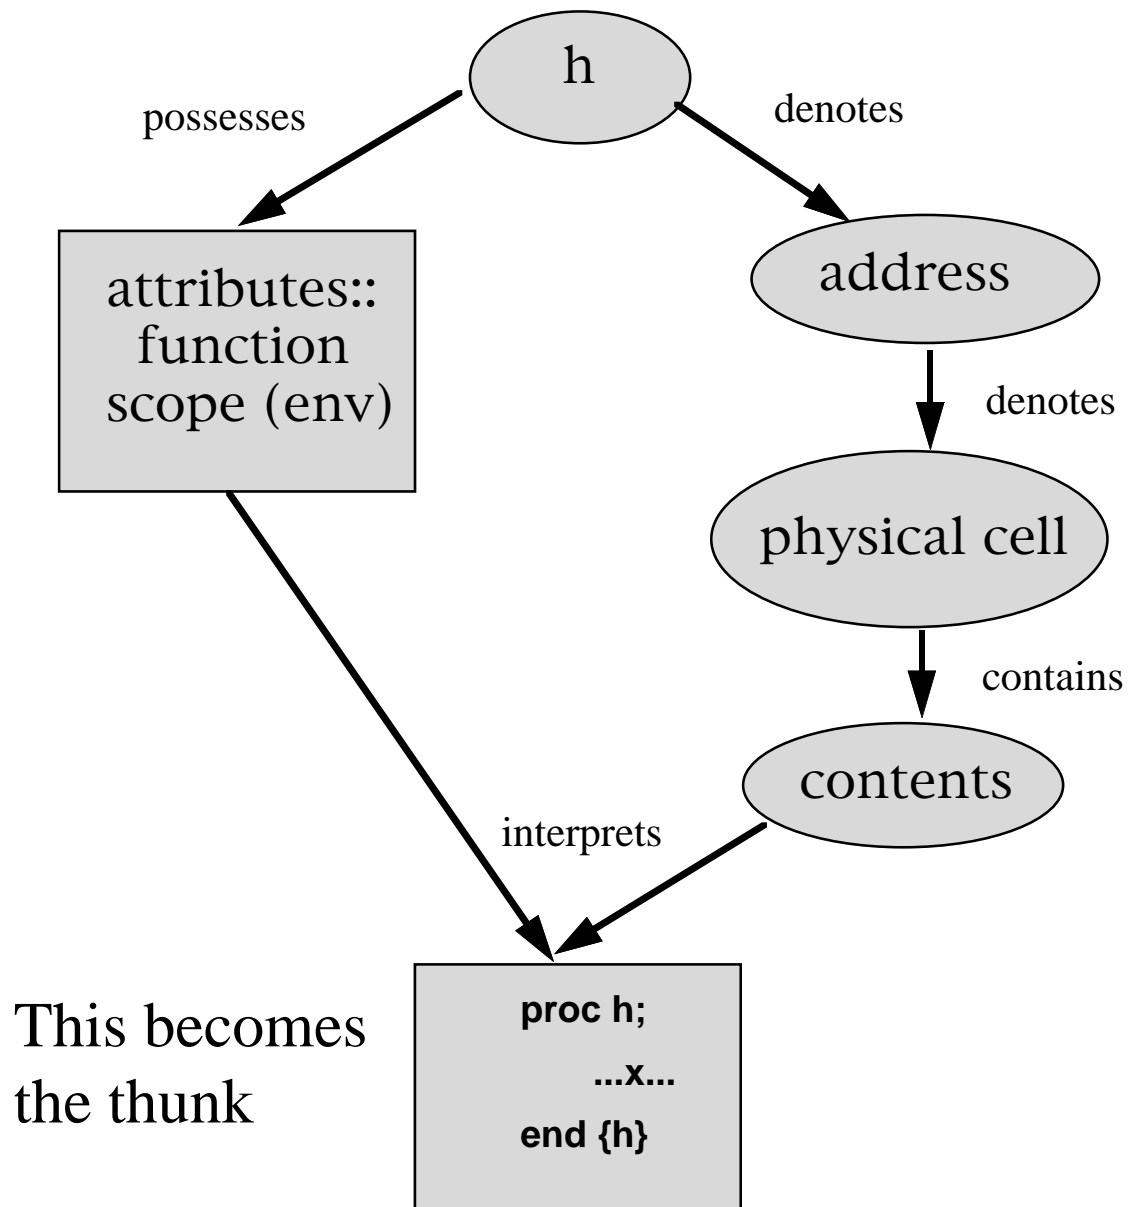 h
possesses
denotes
attributes::
function
scope (env)
address
denotes
physical cell
contains
contents
interprets
This becomes
the thunk
proc h;
...x...
end {h}